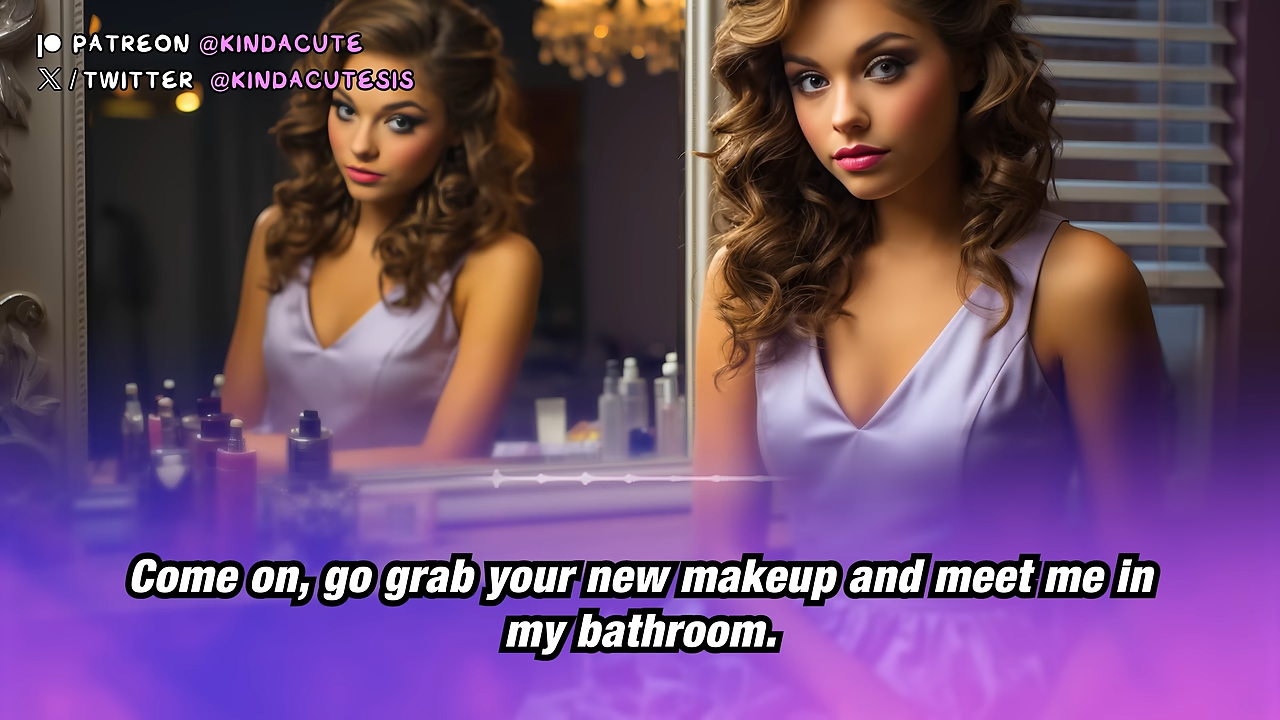 PATREON @KINDACUTE
X/TWITTER @KINDACUTESIS
Come on, go grab your new makeup and meet me in
my bathroom.